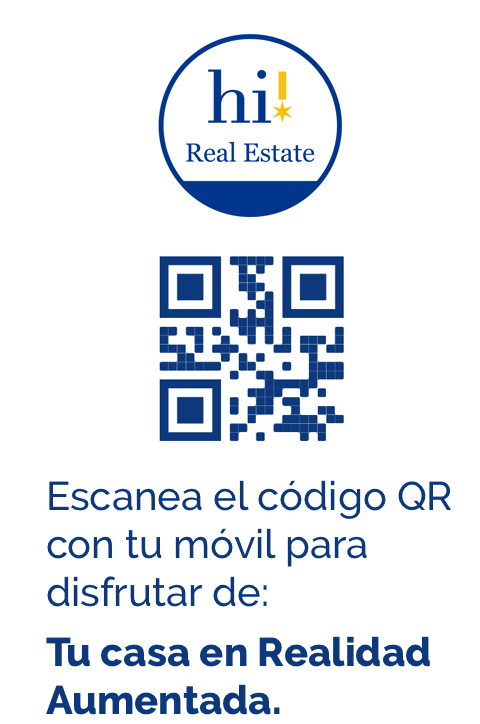 hi!
Real Estate
Escanea el código QR
con tu móvil para
disfrutar de:
Tu casa en Realidad
Aumentada.